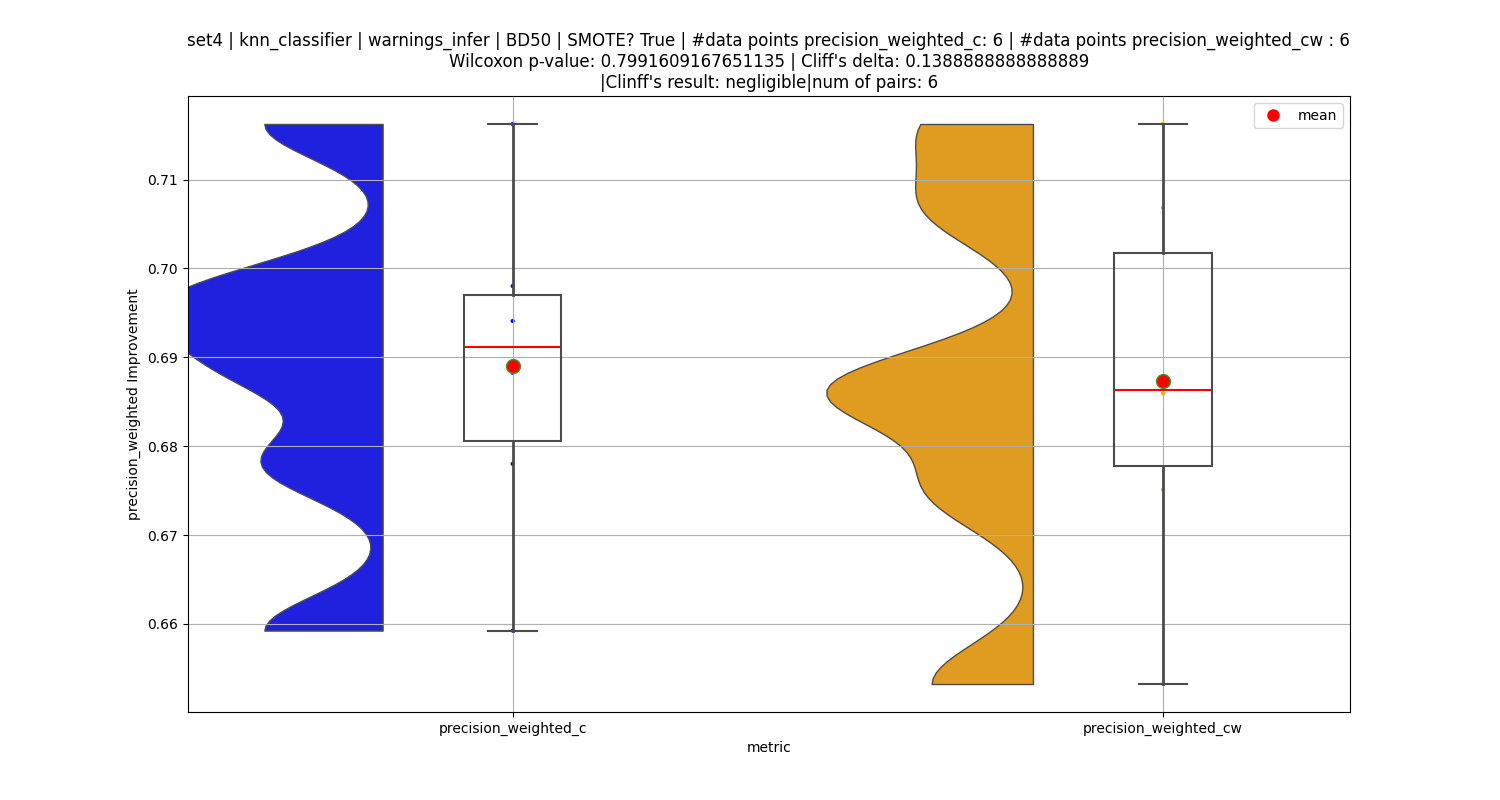 set4 | knn_classifier | warnings_infer | BD50 | SMOTE? True | #data points precision_weighted_c: 6 | #data points precision_weighted_cw : 6
Wilcoxon p-value: 0.7991609167651135 | Cliff's delta: 0.1388888888888889
|Clinff's result: negligible|num of pairs: 6
mean
precision_weighted Improvement
0.71
0.70
0.69
0.68
0.67
0.66
precision_weighted_c
precision_weighted_cw
metric